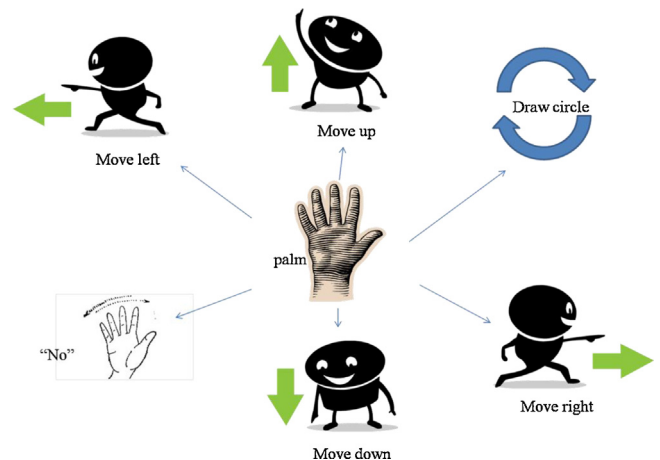 Draw circle
Move up
Move left
palm
“No”
Move right
Move down